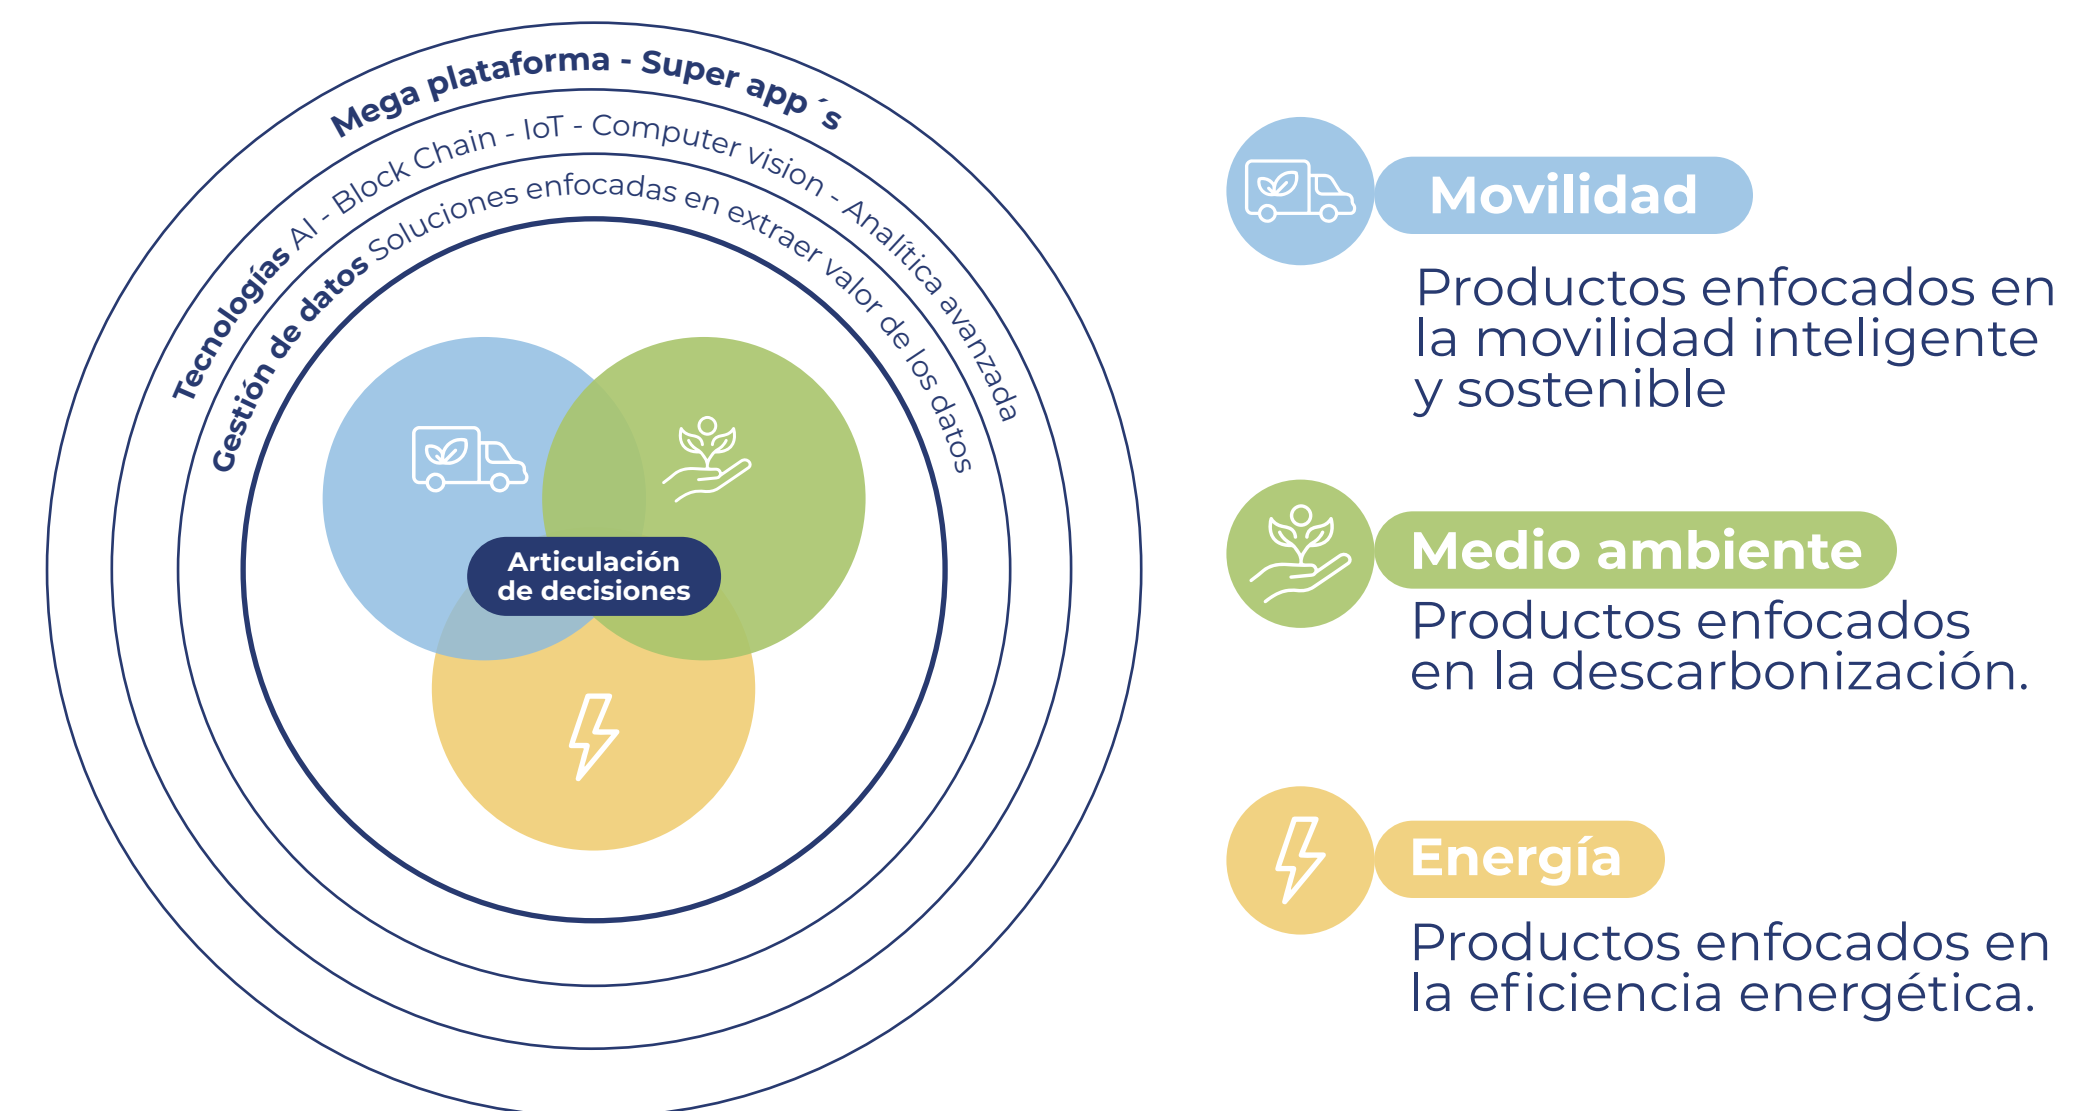 Mega plataforma - Super app ´s
Tecnologías AI - Block Chain - IoT - Computer vision - Analítica avanzada
Gestión de datos Soluciones enfocadas en extraer valor de los datos
Articulación
de decisiones
Movilidad
Productos enfocados en
la movilidad inteligente
y sostenible
Medio ambiente
Productos enfocados
en la descarbonización.
Energía
Productos enfocados en
la eficiencia energética.